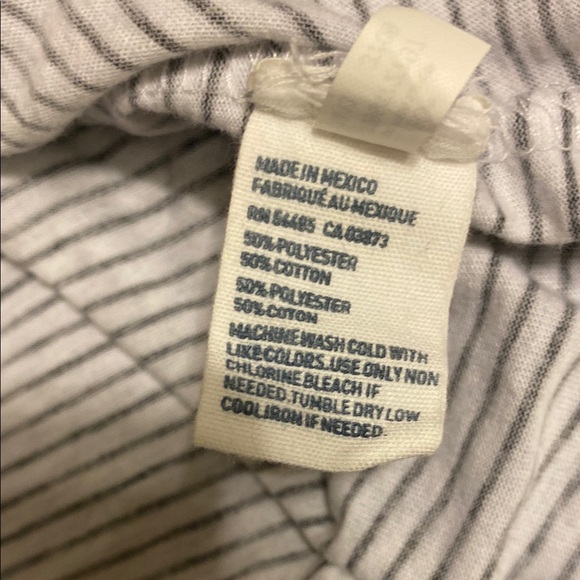 MADE IN MEXICO
FABRIQUÉ AU MEXIQUE
RN 54485 CA 03873
50% POLYESTER
50% COTTON
50% POLYESTER
50% COTON
MACHINE WASH COLD WITH
LIKE COLORS. USE ONLY NON
CHLORINE BLEACH IF
NEEDED. TUMBLE DRY LOW
COOL IRON IF NEEDED.